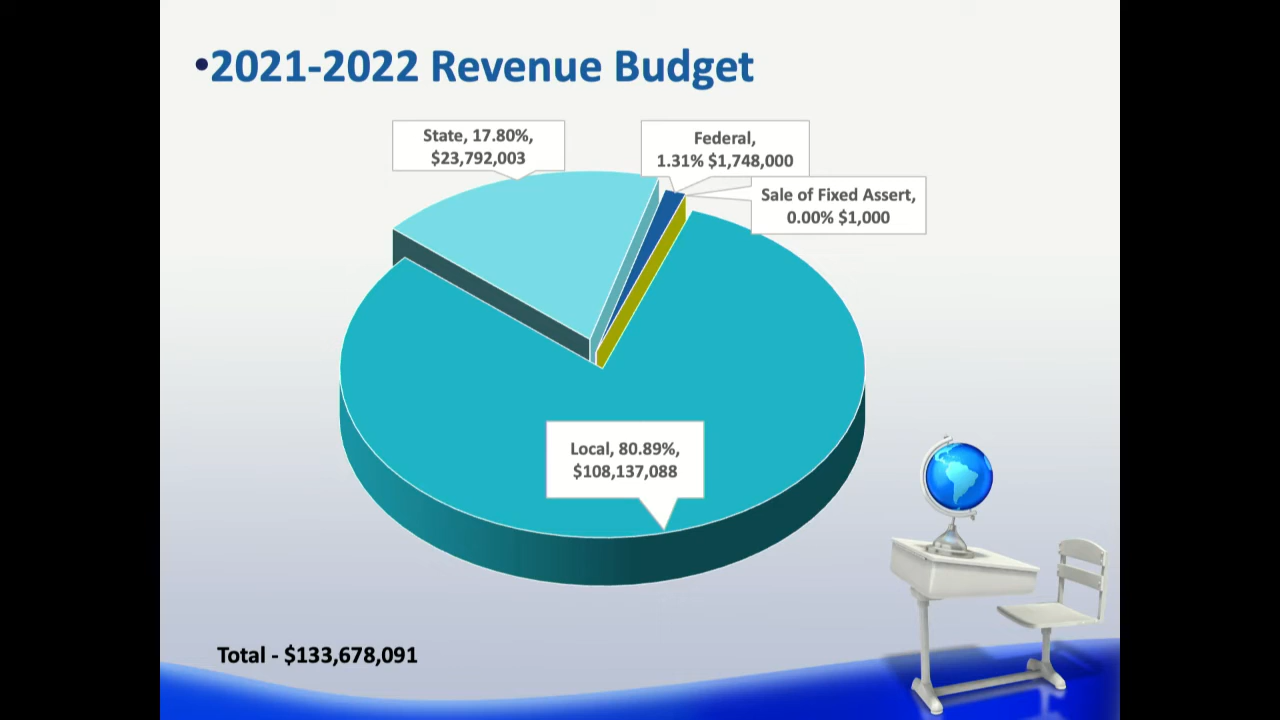 •2021-2022 Revenue Budget
State, 17.80%,
$23,792,003
Federal,
1.31% $1,748,000
Sale of Fixed Assert,
0.00% $1,000
Local, 80.89%,
$108,137,088
Total - $133,678,091